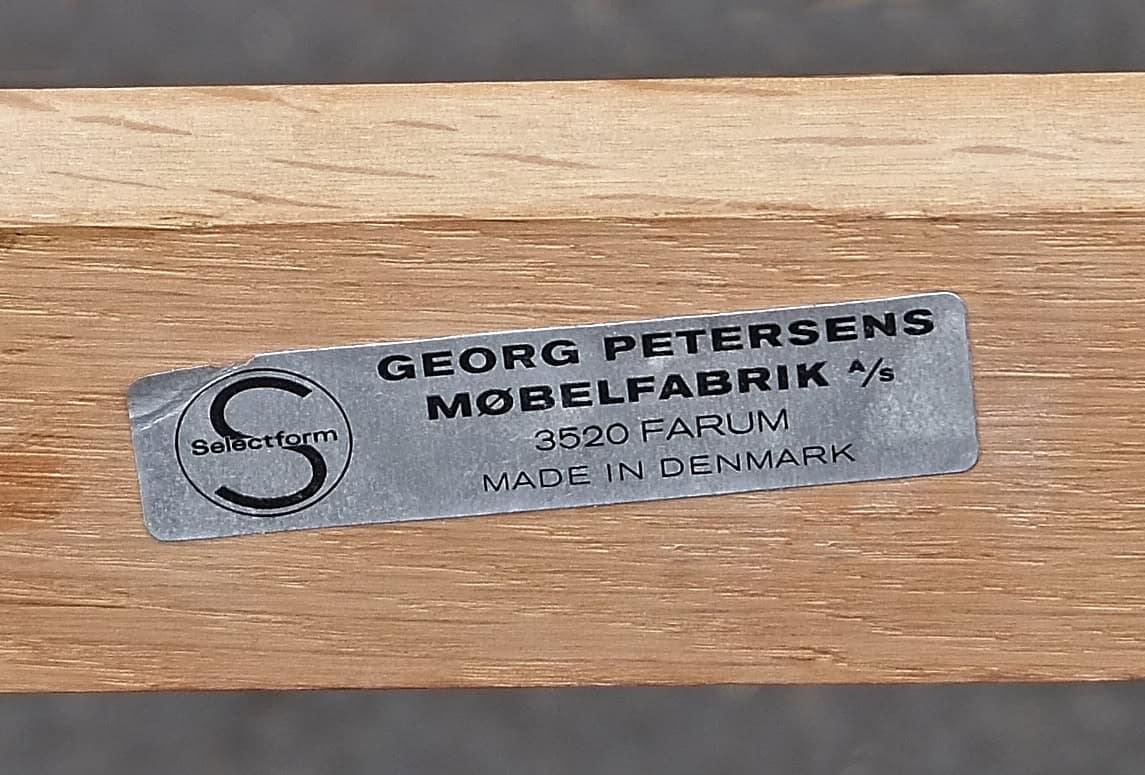 Selectform
GEORG PETERSENS
MØBELFABRIK A/S
3520 FARUM
MADE IN DENMARK